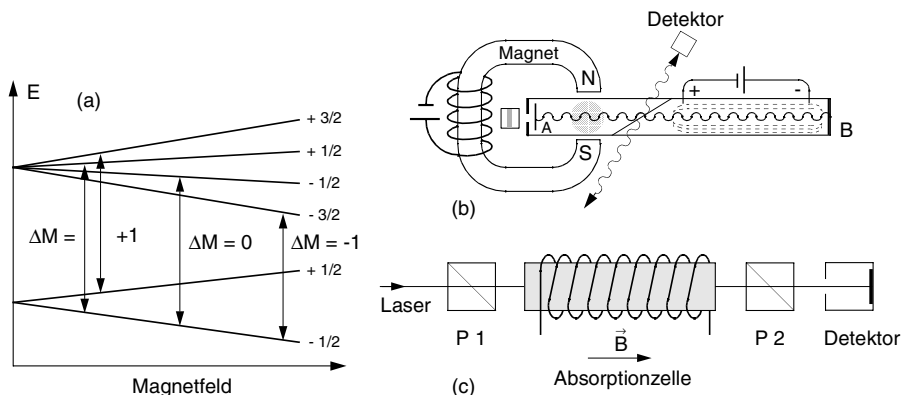 (a)
E
+ 3/2
+ 1/2
- 1/2
- 3/2
ΔM =
+1
ΔM = 0
ΔM = -1
+ 1/2
- 1/2
Magnetfeld
Detektor
Magnet
N
+
-
A
B
S
(b)
Laser
P 1
P 2
Detektor
B⃗
Absorptionzelle
(c)